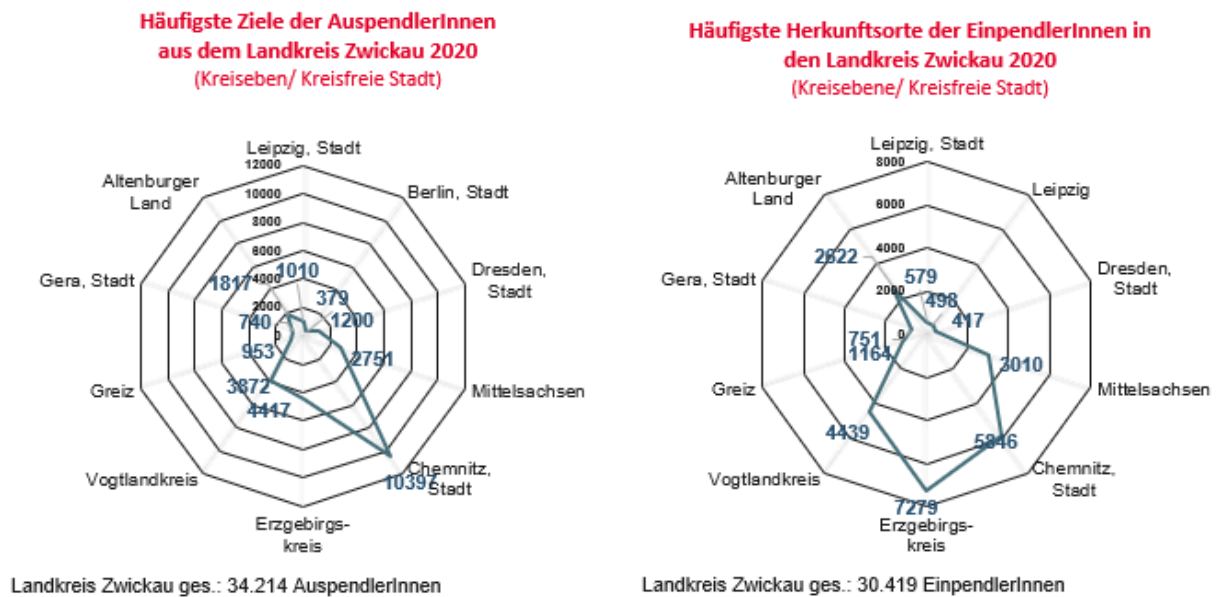 Häufigste Ziele der AuspendlerInnen
aus dem Landkreis Zwickau 2020
(Kreiseben/ Kreisfreie Stadt)
Leipzig, Stadt
12000
10000
8000
6000
4000
2000
0
Berlin, Stadt
Dresden,
Stadt
Mittelsachsen
Chemnitz,
Stadt
Erzgebirgs-
kreis
Vogtlandkreis
Greiz
Gera, Stadt
Altenburger
Land
1010
379
1200
2751
10397
4417
3872
953
740
1817
Landkreis Zwickau ges.: 34.214 AuspendlerInnen
Häufigste Herkunftsorte der EinpendlerInnen in
den Landkreis Zwickau 2020
(Kreisebene/ Kreisfreie Stadt)
Leipzig, Stadt
8000
6000
4000
2000
0
Leipzig
Dresden,
Stadt
Mittelsachsen
Chemnitz,
Stadt
Erzgebirgs-
kreis
Vogtlandkreis
Greiz
Gera, Stadt
Altenburger
Land
579
498
417
3010
5846
7279
4439
1164
751
2622
Landkreis Zwickau ges.: 30.419 EinpendlerInnen